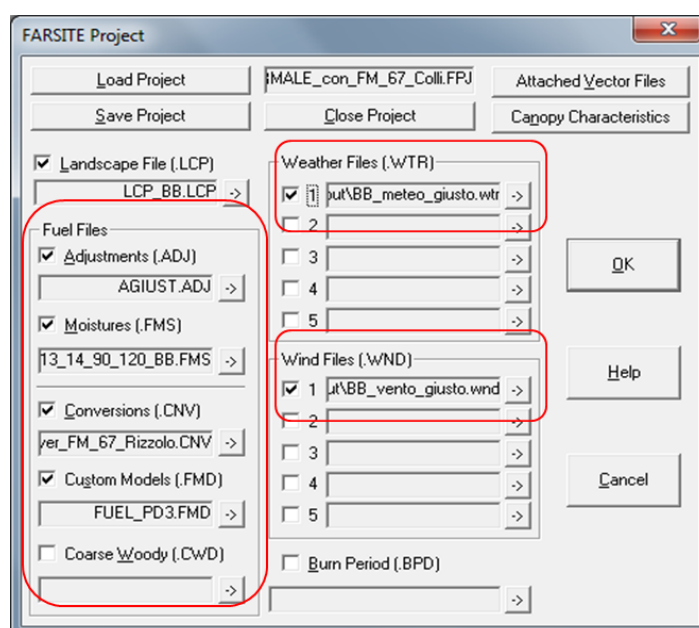 FARSITE Project
Load Project
MALE_con_FM_67_Colli.FPJ
Attached Vector Files
Save Project
Close Project
Canopy Characteristics
Landscape File (.LCP)
LCP_BB.LCP ->
Fuel Files
Adjustments (.ADJ)
AGIUST.ADJ ->
Moistures (.FMS)
13_14_90_120_BB.FMS ->
Conversions (.CNV)
ver_FM_67_Rizzolo.CNV ->
Custom Models (.FMD)
FUEL_PD3.FMD ->
Coarse Woody (.CWD)
->
Weather Files (.WTR)
1 put\BB_meteo_giusto.wtr ->
2 ->
3 ->
4 ->
5 ->
Wind Files (.WND)
1 ut\BB_vento_giusto.wnd ->
2 ->
3 ->
4 ->
5 ->
Burn Period (.BPD)
->
OK
Help
Cancel